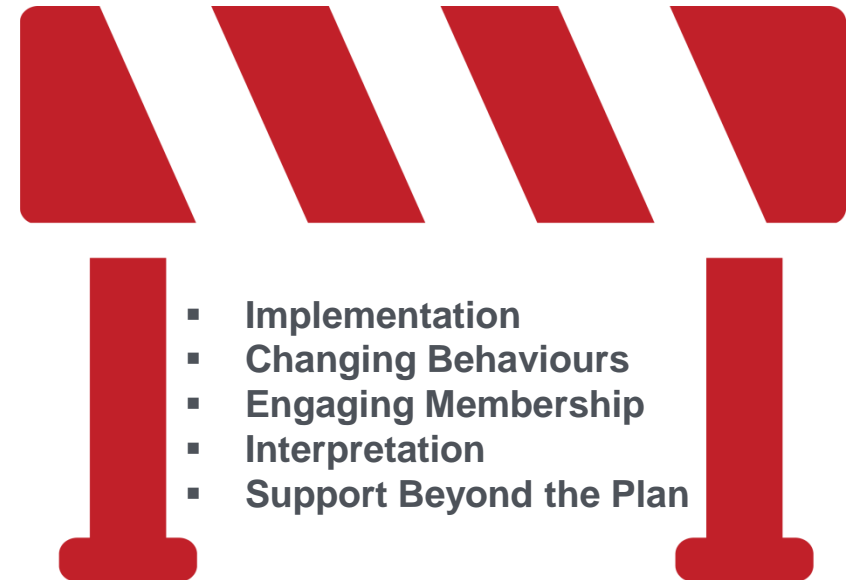 ▪ Implementation
▪ Changing Behaviours
▪ Engaging Membership
▪ Interpretation
▪ Support Beyond the Plan